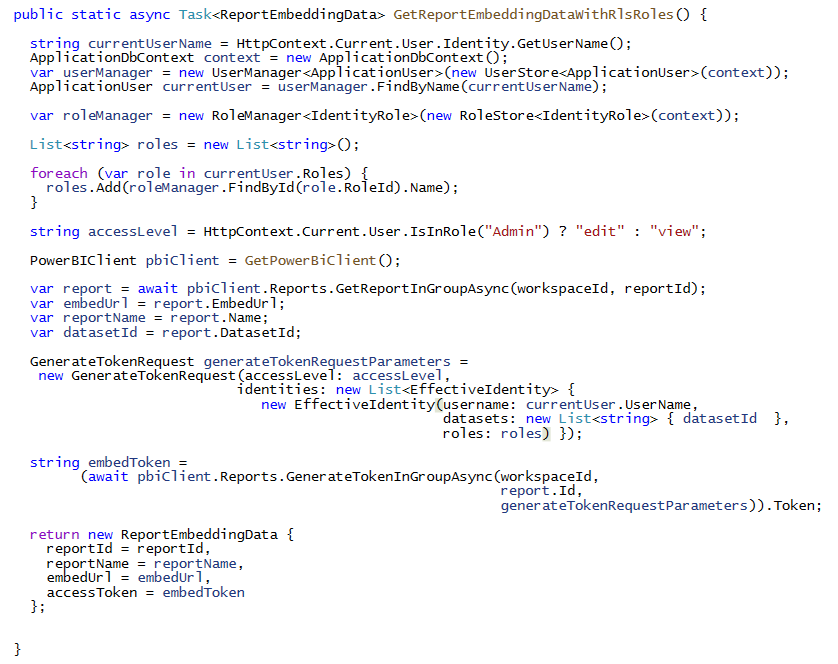 public static async Task<ReportEmbeddingData> GetReportEmbeddingDataWithRlsRoles() {
string currentUserName = HttpContext.Current.User.Identity.GetUserName();
ApplicationDbContext context = new ApplicationDbContext();
var userManager = new UserManager<ApplicationUser>(new UserStore<ApplicationUser>(context));
ApplicationUser currentUser = userManager.FindByName(currentUserName);
var roleManager = new RoleManager<IdentityRole>(new RoleStore<IdentityRole>(context));
List<string> roles = new List<string>();
foreach (var role in currentUser.Roles) {
roles.Add(roleManager.FindById(role.RoleId).Name);
}
string accessLevel = HttpContext.Current.User.IsInRole("Admin") ? "edit" : "view";
PowerBIClient pbiClient = GetPowerBiClient();
var report = await pbiClient.Reports.GetReportInGroupAsync(workspaceId, reportId);
var embedUrl = report.EmbedUrl;
var reportName = report.Name;
var datasetId = report.DatasetId;
GenerateTokenRequest generateTokenRequestParameters =
new GenerateTokenRequest(accessLevel: accessLevel,
identities: new List<EffectiveIdentity> {
new EffectiveIdentity(username: currentUser.UserName,
datasets: new List<string> { datasetId  },
roles: roles) });
string embedToken =
(await pbiClient.Reports.GenerateTokenInGroupAsync(workspaceId,
report.Id,
generateTokenRequestParameters)).Token;
return new ReportEmbeddingData {
reportId = reportId,
reportName = reportName,
embedUrl = embedUrl,
accessToken = embedToken
};
}